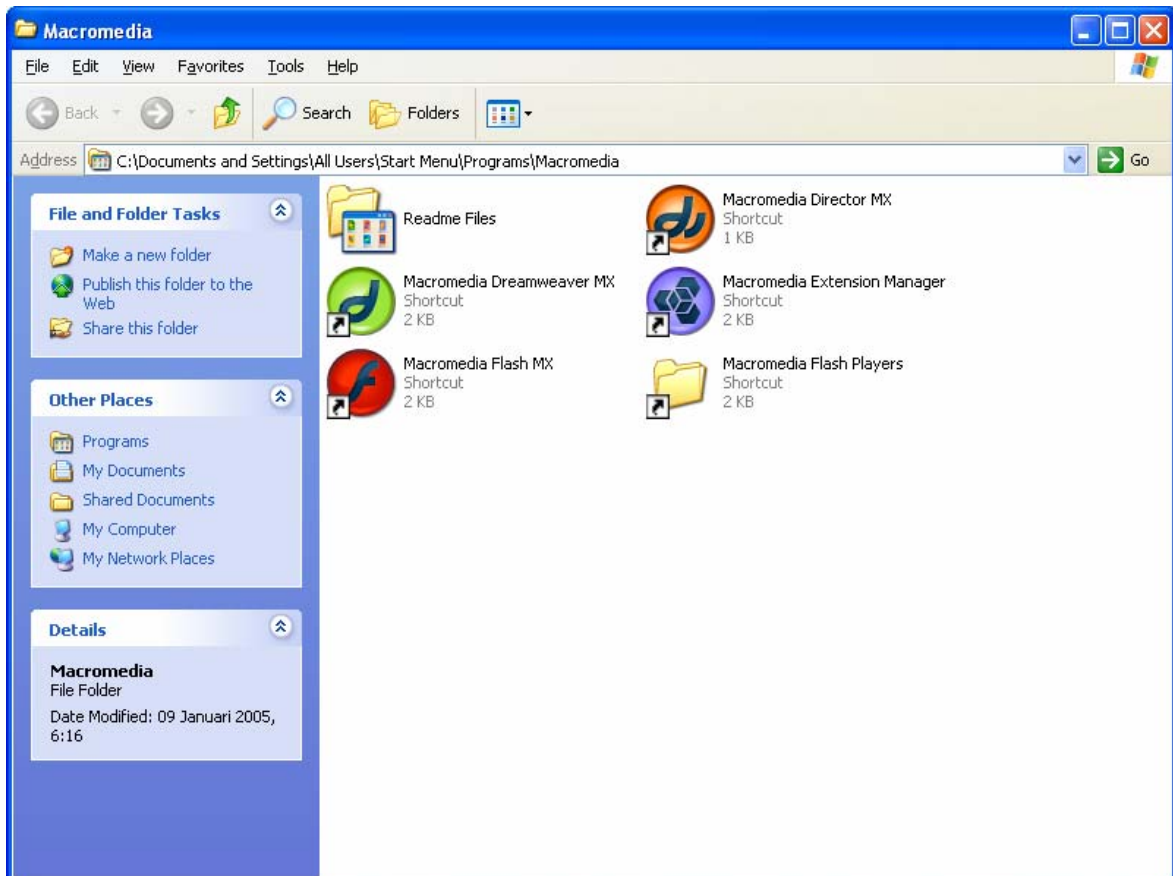 Macromedia
File Edit View Favorites Tools Help
Back Search Folders
Address C:\Documents and Settings\All Users\Start Menu\Programs\Macromedia Go
File and Folder Tasks
Make a new folder
Publish this folder to the
Web
Share this folder
Other Places
Programs
My Documents
Shared Documents
My Computer
My Network Places
Details
Macromedia
File Folder
Date Modified: 09 Januari 2005,
6:16
Readme Files
Macromedia Director MX
Shortcut
1 KB
Macromedia Dreamweaver MX
Shortcut
2 KB
Macromedia Extension Manager
Shortcut
2 KB
Macromedia Flash MX
Shortcut
2 KB
Macromedia Flash Players
Shortcut
2 KB